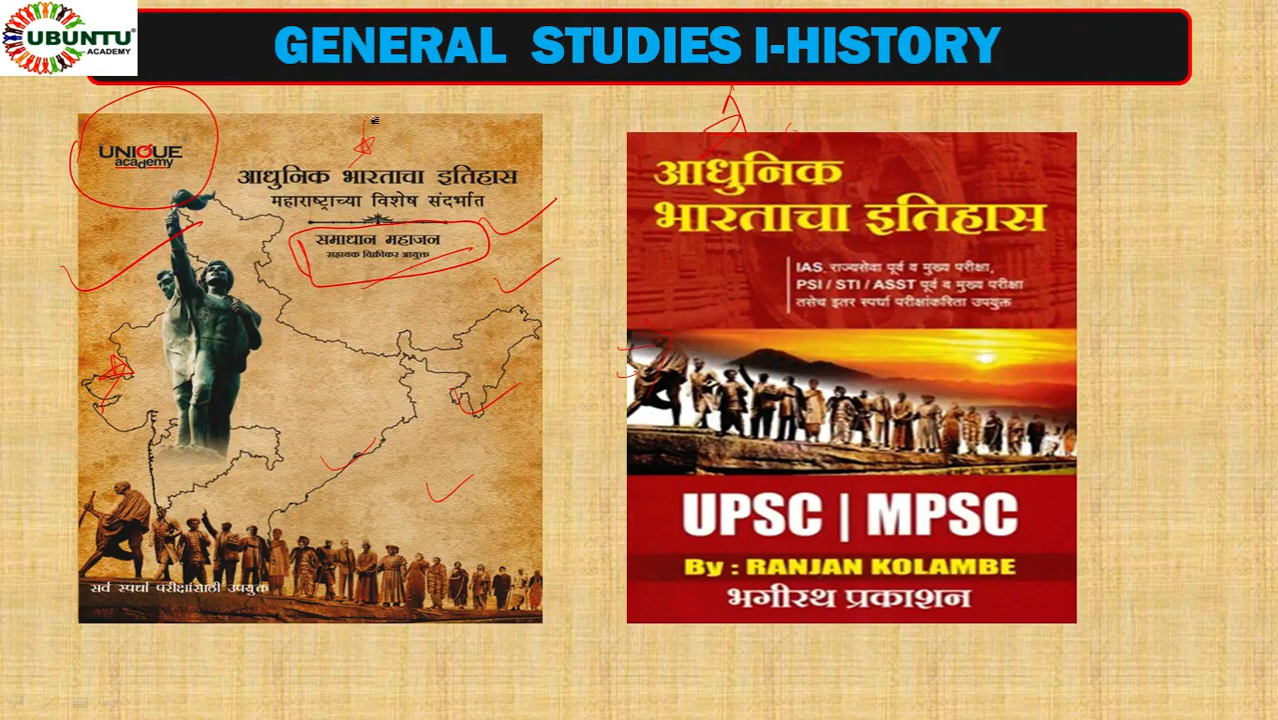 UBUNTU
ACADEMY
GENERAL STUDIES I-HISTORY
UNIQUE
academy
आधुनिक भारताचा इतिहास
महाराष्ट्राच्या विशेष संदर्भात
समाधान महाजन
सहायक विक्रीकर आयुक्त
सर्व स्पर्धा परीक्षांसाठी उपयुक्त
आधुनिक
भारताचा इतिहास
IAS, राज्यसेवा पूर्व व मुख्य परीक्षा,
PSI / STI / ASST पूर्व व मुख्य परीक्षा
तसेच इतर स्पर्धा परीक्षांकरिता उपयुक्त
UPSC | MPSC
By : RANJAN KOLAMBE
भगीरथ प्रकाशन